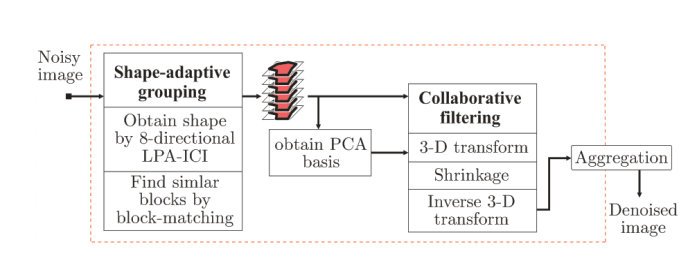 Noisy
image
Shape-adaptive
grouping
Obtain shape
by 8-directional
LPA-ICI
Find simlar
blocks by
block-matching
obtain PCA
basis
Collaborative
filtering
3-D transform
Shrinkage
Inverse 3-D
transform
Aggregation
Denoised
image